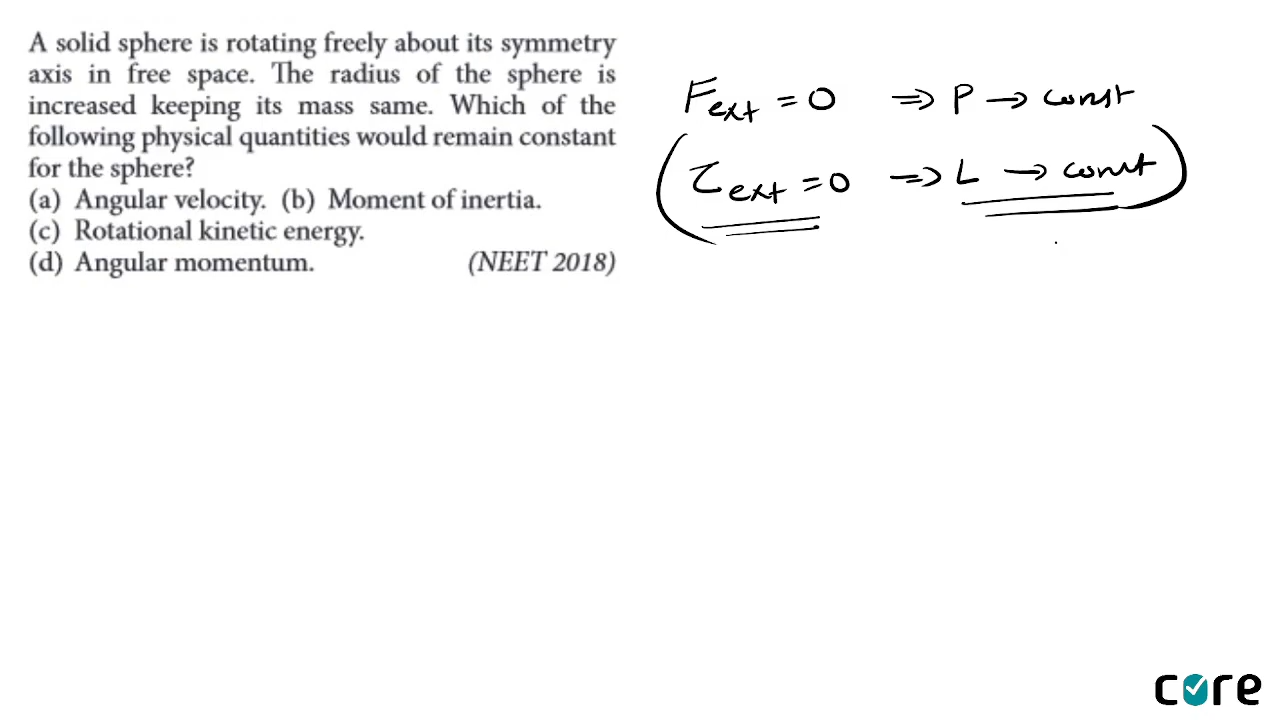 A solid sphere is rotating freely about its symmetry
axis in free space. The radius of the sphere is
increased keeping its mass same. Which of the
following physical quantities would remain constant
for the sphere?
(a) Angular velocity. (b) Moment of inertia.
(c) Rotational kinetic energy.
(d) Angular momentum. (NEET 2018)
F_ext = 0 ⇒ P → const
τ_ext = 0 ⇒ L → const
core